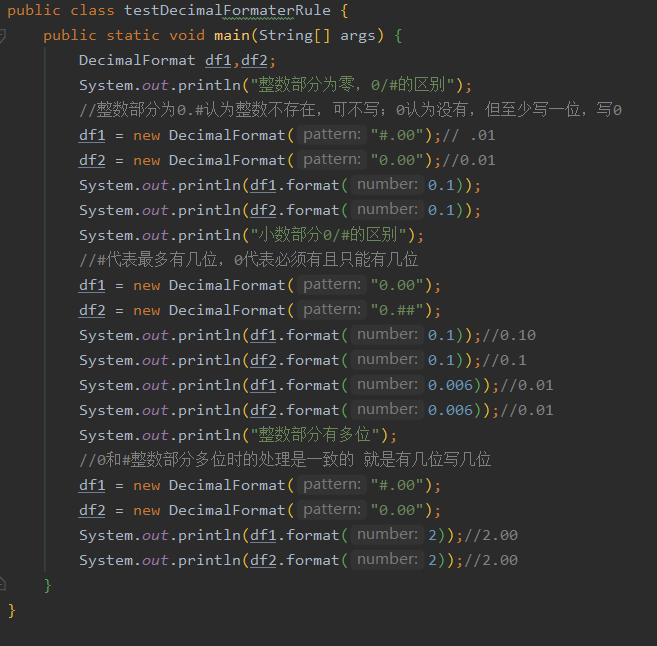 public class testDecimalFormaterRule {
public static void main(String[] args) {
DecimalFormat df1,df2;
System.out.println("整数部分为零，0/#的区别");
//整数部分为0.#认为整数不存在，可不写；0认为没有，但至少写一位，写0
df1 = new DecimalFormat( pattern: "#.00");// .01
df2 = new DecimalFormat( pattern: "0.00");//0.01
System.out.println(df1.format( number: 0.1));
System.out.println(df2.format( number: 0.1));
System.out.println("小数部分0/#的区别");
//#代表最多有几位，0代表必须有且只能有几位
df1 = new DecimalFormat( pattern: "0.00");
df2 = new DecimalFormat( pattern: "0.##");
System.out.println(df1.format( number: 0.1));//0.10
System.out.println(df2.format( number: 0.1));//0.1
System.out.println(df1.format( number: 0.006));//0.01
System.out.println(df2.format( number: 0.006));//0.01
System.out.println("整数部分有多位");
//0和#整数部分多位时的处理是一致的 就是有几位写几位
df1 = new DecimalFormat( pattern: "#.00");
df2 = new DecimalFormat( pattern: "0.00");
System.out.println(df1.format( number: 2));//2.00
System.out.println(df2.format( number: 2));//2.00
}
}